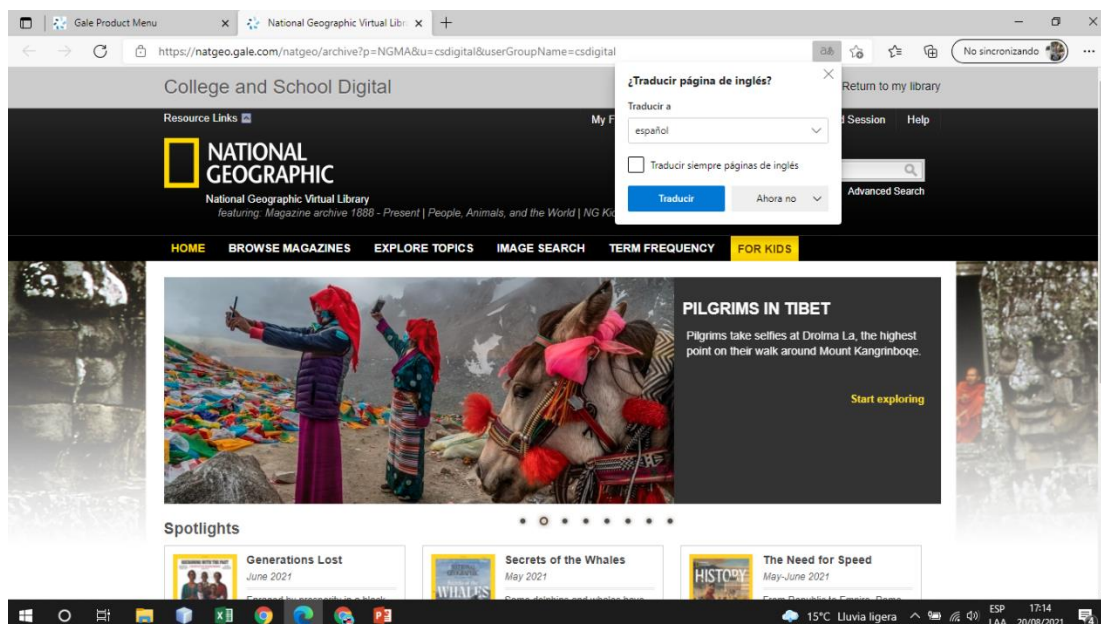 Gale Product Menu
National Geographic Virtual Libr
https://natgeo.gale.com/natgeo/archive?p=NGMA&u=csdigital&userGroupName=csdigital
No sincronizando
¿Traducir página de inglés?
Traducir a
español
Traducir siempre páginas de inglés
Traducir
Ahora no
College and School Digital
Return to my library
Resource Links
Session
Help
NATIONAL
GEOGRAPHIC
National Geographic Virtual Library
featuring: Magazine archive 1888 - Present | People, Animals, and the World | NG
Advanced Search
HOME
BROWSE MAGAZINES
EXPLORE TOPICS
IMAGE SEARCH
TERM FREQUENCY
FOR KIDS
PILGRIMS IN TIBET
Pilgrims take selfies at Drolma La, the highest
point on their walk around Mount Kangrinboqe.
Start exploring
Spotlights
Generations Lost
June 2021
Secrets of the Whales
May 2021
WHALES
The Need for Speed
May-June 2021
HISTORY
15°C Lluvia ligera
ESP
LAA
17:14
20/08/2021